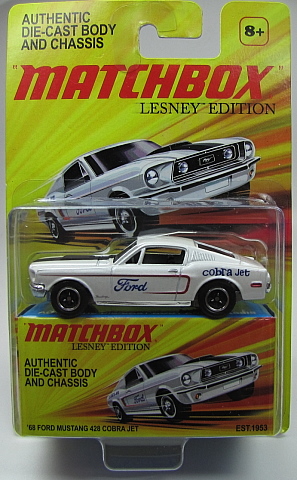 AUTHENTIC
DIE-CAST BODY
AND CHASSIS
8+
"MATCHBOX"
LESNEY EDITION
Ford
cobra jet
"MATCHBOX"
LESNEY EDITION
AUTHENTIC
DIE-CAST BODY
AND CHASSIS
Ford
'68 FORD MUSTANG 428 COBRA JET
EST.1953